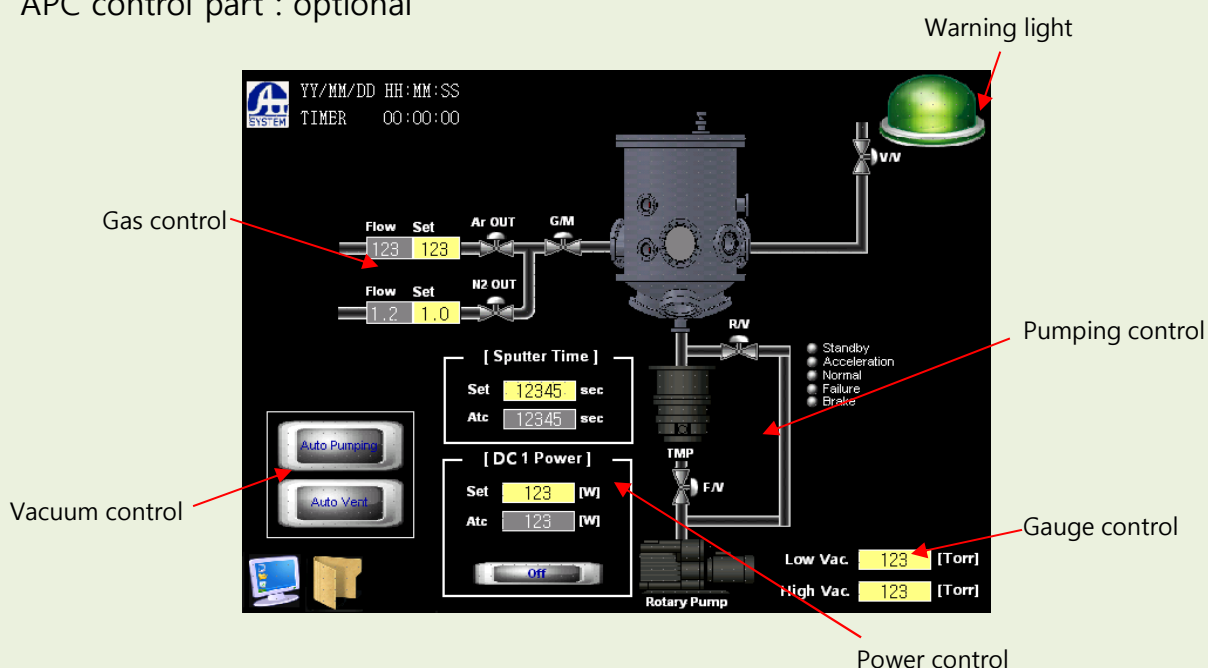 APC control part : optional
Warning light
YY/MM/DD HH:MM:SS
TIMER 00:00:00
SYSTEM
V/V
Gas control
Flow Set Ar OUT G/M
123 123
Flow Set N2 OUT
1.2 1.0
R/V
Pumping control
Standby
Acceleration
Normal
Failure
Brake
[ Sputter Time ]
Set 12345 sec
Atc 12345 sec
Auto Pumping
TMP
[ DC 1 Power ]
Set 123 [W]
F/V
Auto Vent
Vacuum control
Atc 123 [W]
Gauge control
Low Vac. 123 [Torr]
Off
High Vac. 123 [Torr]
Rotary Pump
Power control